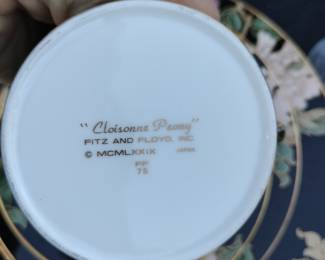 "Cloisonne Peony"
FITZ AND FLOYD, INC.
© MCMLXXIX JAPAN
FF
75